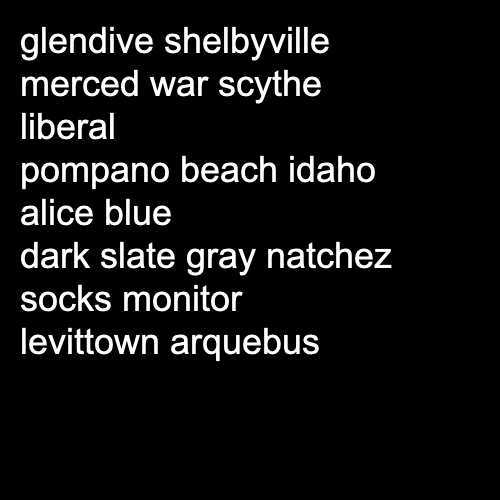 glendive shelbyville
merced war scythe
liberal
pompano beach idaho
alice blue
dark slate gray natchez
socks monitor
levittown arquebus